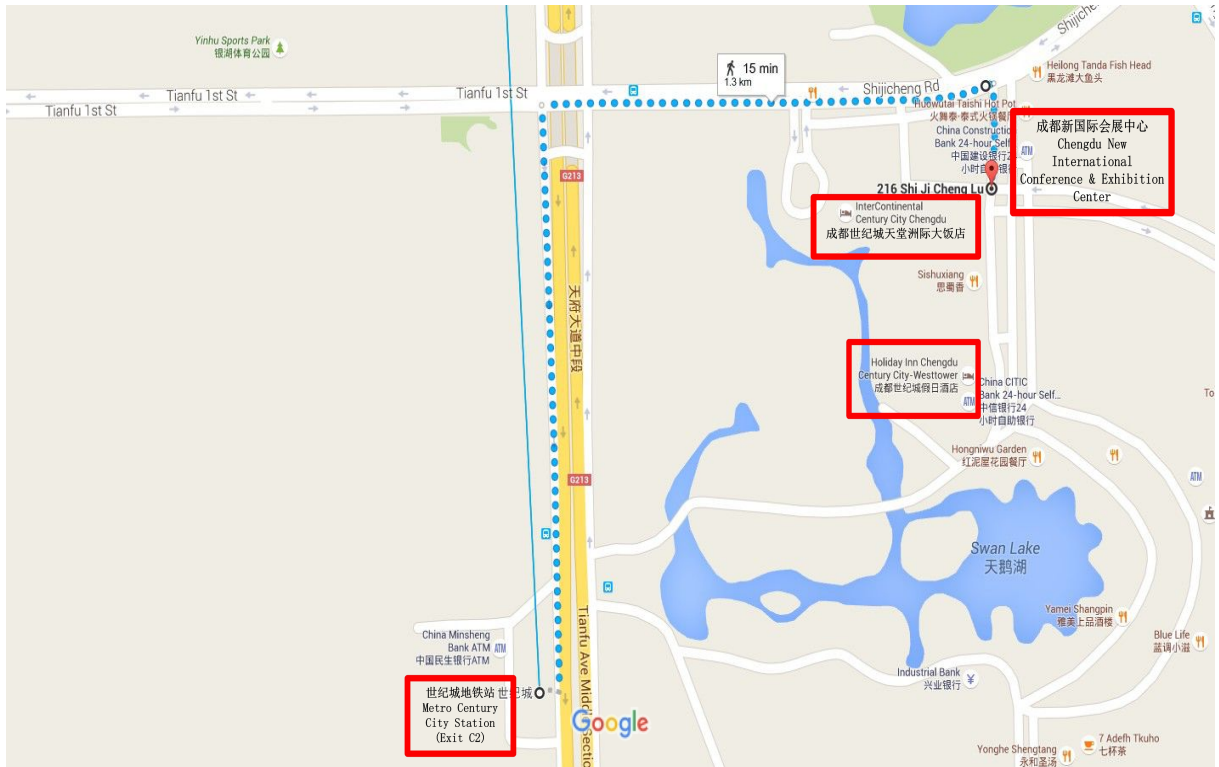 Yinhu Sports Park
银湖体育公园
Shijiche
Heilong Tanda Fish Head
黑龙滩大鱼头
15 min
1.3 km
Tianfu 1st St
Tianfu 1st St
Tianfu 1st St
Shijicheng Rd
Huowutai Taishi Hot Pot
火舞泰·泰式火锅餐厅
China Construction
Bank 24-hour Self
中国建设银行2
小时自 银
ATM
成都新国际会展中心
Chengdu New
International
Conference & Exhibition
Center
G213
216 Shi Ji Cheng Lu
InterContinental
Century City Chengdu
成都世纪城天堂洲际大饭店
Sishuxiang
思蜀香
天府大道中段
Holiday Inn Chengdu
Century City-Westtower
成都世纪城假日酒店
China CITIC
Bank 24-hour Self...
中信银行24
小时自助银行
ATM
To
Hongniwu Garden
红泥屋花园餐厅
G213
ATM
Swan Lake
天鹅湖
Yamei Shangpin
雅美上品酒楼
Blue Life
蓝调小滋
China Minsheng
Bank ATM
中国民生银行ATM
ATM
Tianfu Ave Middle Section
Industrial Bank
兴业银行
¥
世纪城地铁站
Metro Century
City Station
(Exit C2)
世纪城
Google
7 Adefh Tkuho
七杯茶
Yonghe Shengtang
永和圣汤